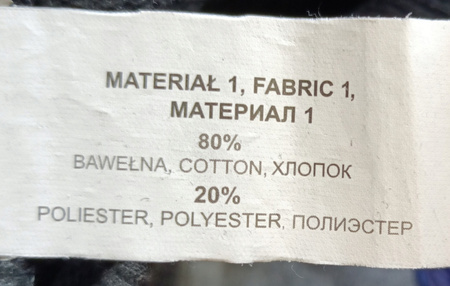 MATERIAŁ 1, FABRIC 1,
МАТЕРИАЛ 1
80%
BAWEŁNA, COTTON, ХЛОПОК
20%
POLIESTER, POLYESTER, ПОЛИЭСТЕР